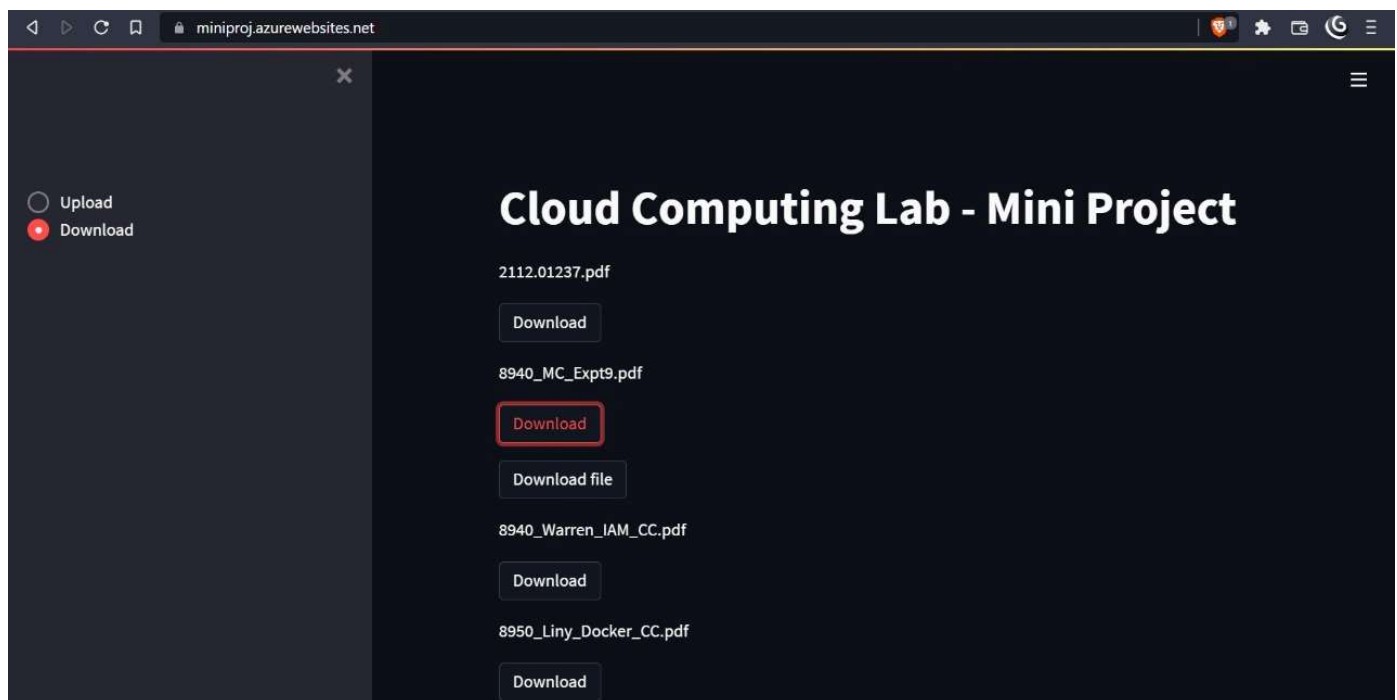 miniproj.azurewebsites.net
1
Upload
Download
Cloud Computing Lab - Mini Project
2112.01237.pdf
Download
8940_MC_Expt9.pdf
Download
Download file
8940_Warren_IAM_CC.pdf
Download
8950_Liny_Docker_CC.pdf
Download